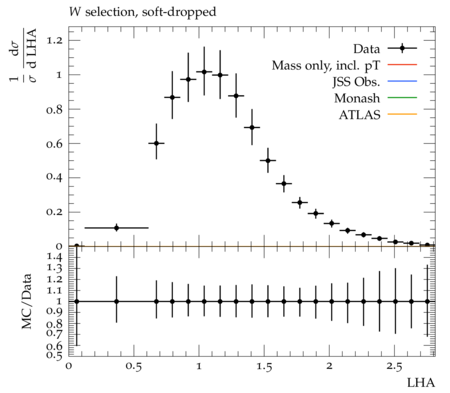 W selection, soft-dropped
1/σ dσ/d LHA
Data
Mass only, incl. pT
JSS Obs.
Monash
ATLAS
1.2
1
0.8
0.6
0.4
0.2
0
MC/Data
1.4
1.3
1.2
1.1
1
0.9
0.8
0.7
0.6
0.5
0 0.5 1 1.5 2 2.5
LHA